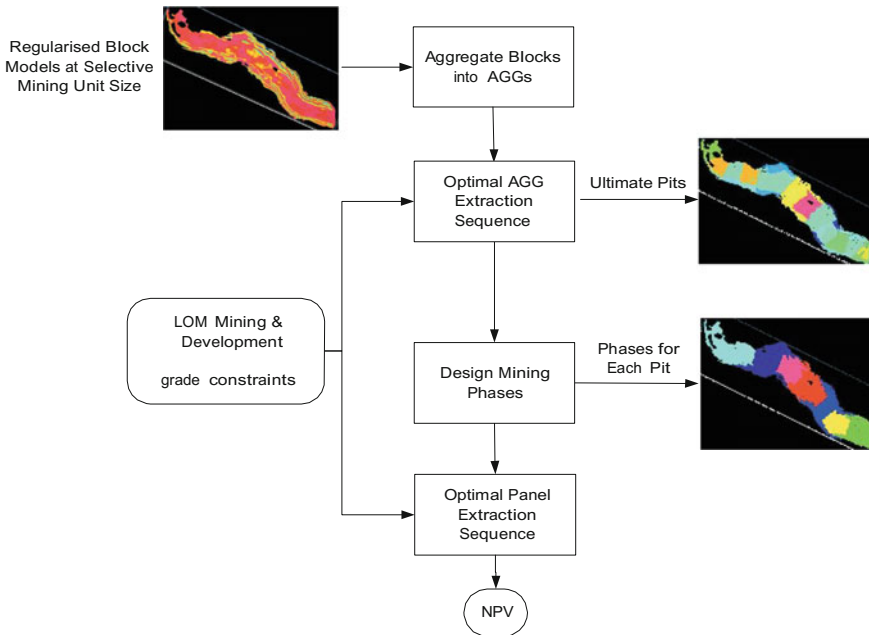 Regularised Block
Models at Selective
Mining Unit Size
Aggregate Blocks
into AGGs
Optimal AGG
Extraction
Sequence
Ultimate Pits
LOM Mining &
Development
grade constraints
Design Mining
Phases
Phases for
Each Pit
Optimal Panel
Extraction
Sequence
NPV